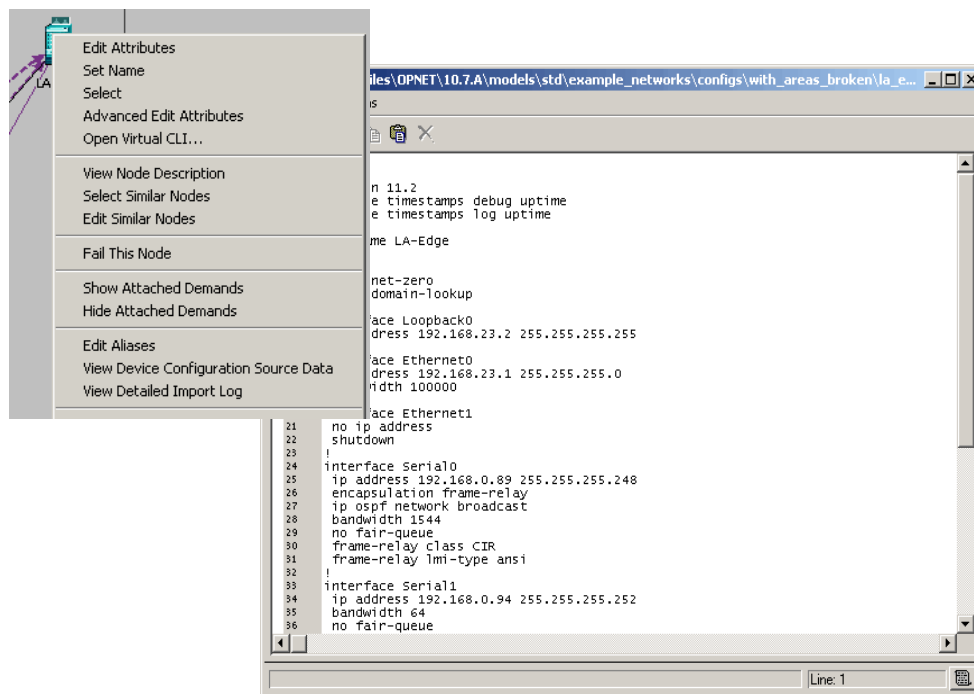 LA
Edit Attributes
Set Name
Select
Advanced Edit Attributes
Open Virtual CLI...
View Node Description
Select Similar Nodes
Edit Similar Nodes
Fail This Node
Show Attached Demands
Hide Attached Demands
Edit Aliases
View Device Configuration Source Data
View Detailed Import Log
iles\OPNET\10.7.A\models\std\example_networks\configs\with_areas_broken\la_e...
ns
n 11.2
e timestamps debug uptime
e timestamps log uptime
me LA-Edge
net-zero
domain-lookup
face Loopback0
dress 192.168.23.2 255.255.255.255
face Ethernet0
dress 192.168.23.1 255.255.255.0
width 100000
face Ethernet1
21 no ip address
22 shutdown
23 !
24 interface Serial0
25 ip address 192.168.0.89 255.255.255.248
26 encapsulation frame-relay
27 ip ospf network broadcast
28 bandwidth 1544
29 no fair-queue
30 frame-relay class CIR
31 frame-relay lmi-type ansi
32 !
33 interface Serial1
34 ip address 192.168.0.94 255.255.255.252
35 bandwidth 64
36 no fair-queue
Line: 1